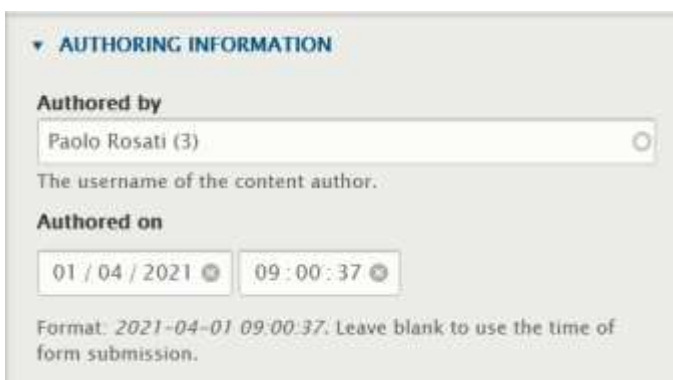 AUTHORING INFORMATION
Authored by
Paolo Rosati (3)
The username of the content author.
Authored on
01 / 04 / 2021 09 : 00 : 37
Format: 2021-04-01 09:00:37. Leave blank to use the time of
form submission.